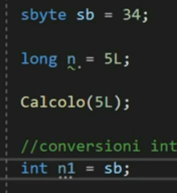 sbyte sb = 34;
long n = 5L;
Calcolo(5L);
//conversioni int
int n1 = sb;